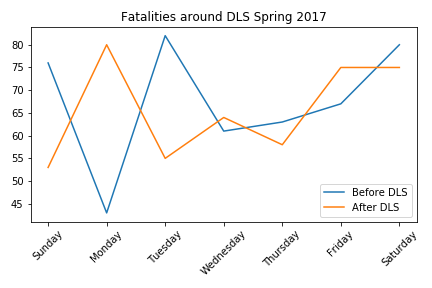 Fatalities around DLS Spring 2017
80
75
70
65
60
55
50
45
Before DLS
After DLS
Sunday
Monday
Tuesday
Wednesday
Thursday
Friday
Saturday